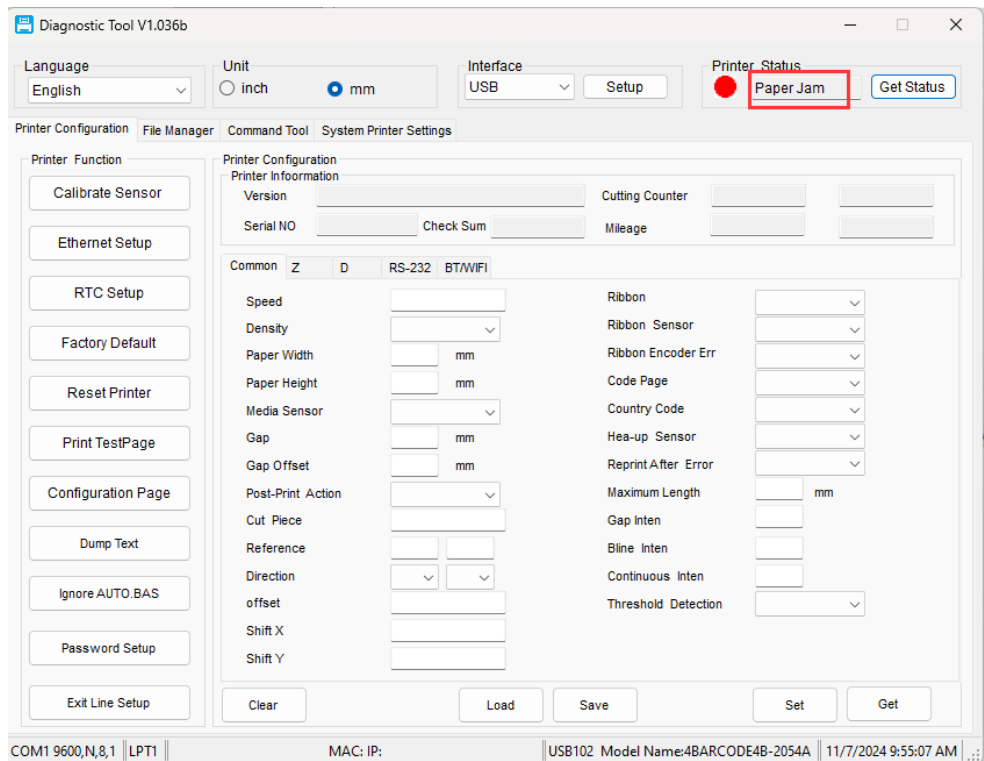 Diagnostic Tool V1.036b
Language
English
Unit
inch
mm
Interface
USB
Setup
Printer Status
Paper Jam
Get Status
Printer Configuration
File Manager
Command Tool
System Printer Settings
Printer Function
Calibrate Sensor
Ethernet Setup
RTC Setup
Factory Default
Reset Printer
Print TestPage
Configuration Page
Dump Text
Ignore AUTO.BAS
Password Setup
Exit Line Setup
Printer Configuration
Printer Infoormation
Version
Cutting Counter
Serial NO
Check Sum
Mileage
Common
Z
D
RS-232
BT/WIFI
Speed
Density
Paper Width mm
Paper Height mm
Media Sensor
Gap mm
Gap Offset mm
Post-Print Action
Cut Piece
Reference
Direction
offset
Shift X
Shift Y
Ribbon
Ribbon Sensor
Ribbon Encoder Err
Code Page
Country Code
Hea-up Sensor
Reprint After Error
Maximum Length mm
Gap Inten
Bline Inten
Continuous Inten
Threshold Detection
Clear
Load
Save
Set
Get
COM1 9600,N,8,1
LPT1
MAC: IP:
USB102 Model Name:4BARCODE4B-2054A
11/7/2024 9:55:07 AM